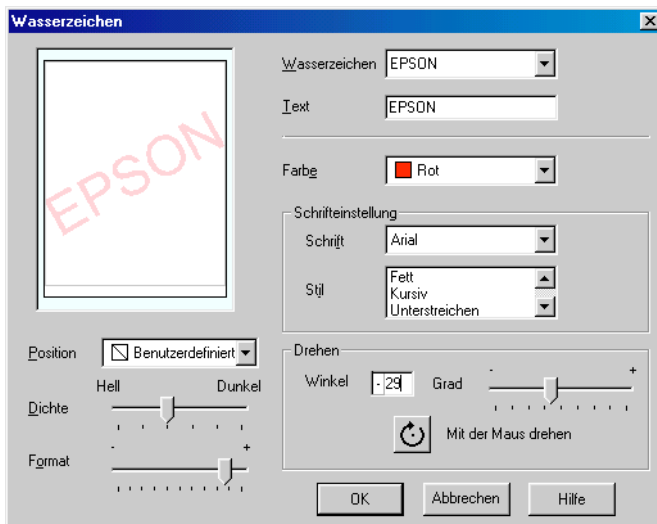 Wasserzeichen
EPSON
Wasserzeichen EPSON
Text EPSON
Farbe Rot
Schrifteinstellung
Schrift Arial
Stil
Fett
Kursiv
Unterstreichen
Position Benutzerdefiniert
Hell Dunkel
Dichte
- +
Format
Drehen
Winkel -29 Grad
- +
Mit der Maus drehen
OK Abbrechen Hilfe